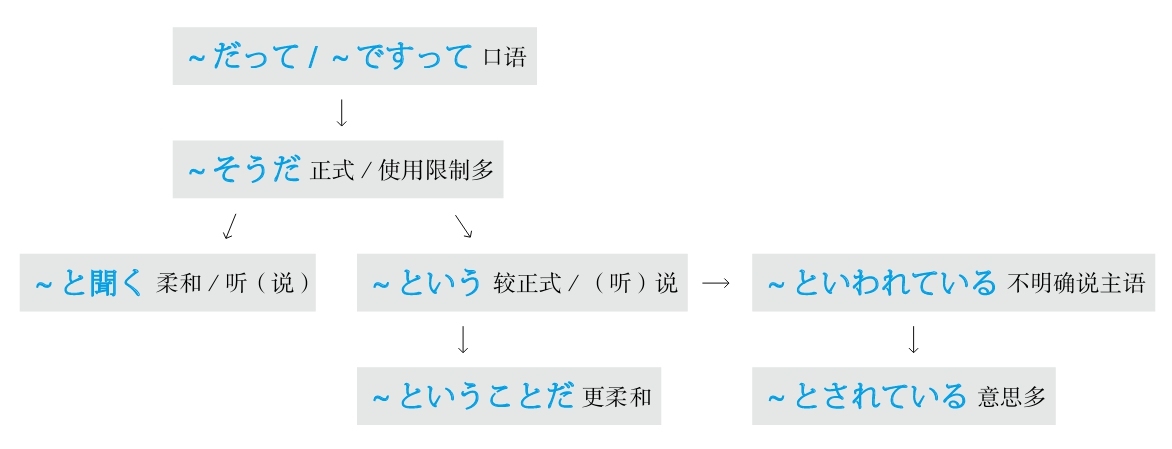 ~だって / ~ですって 口语
~そうだ 正式 / 使用限制多
~と聞く 柔和 / 听（说）
~という 较正式 / （听）说
~といわれている 不明确说主语
~ということだ 更柔和
~とされている 意思多